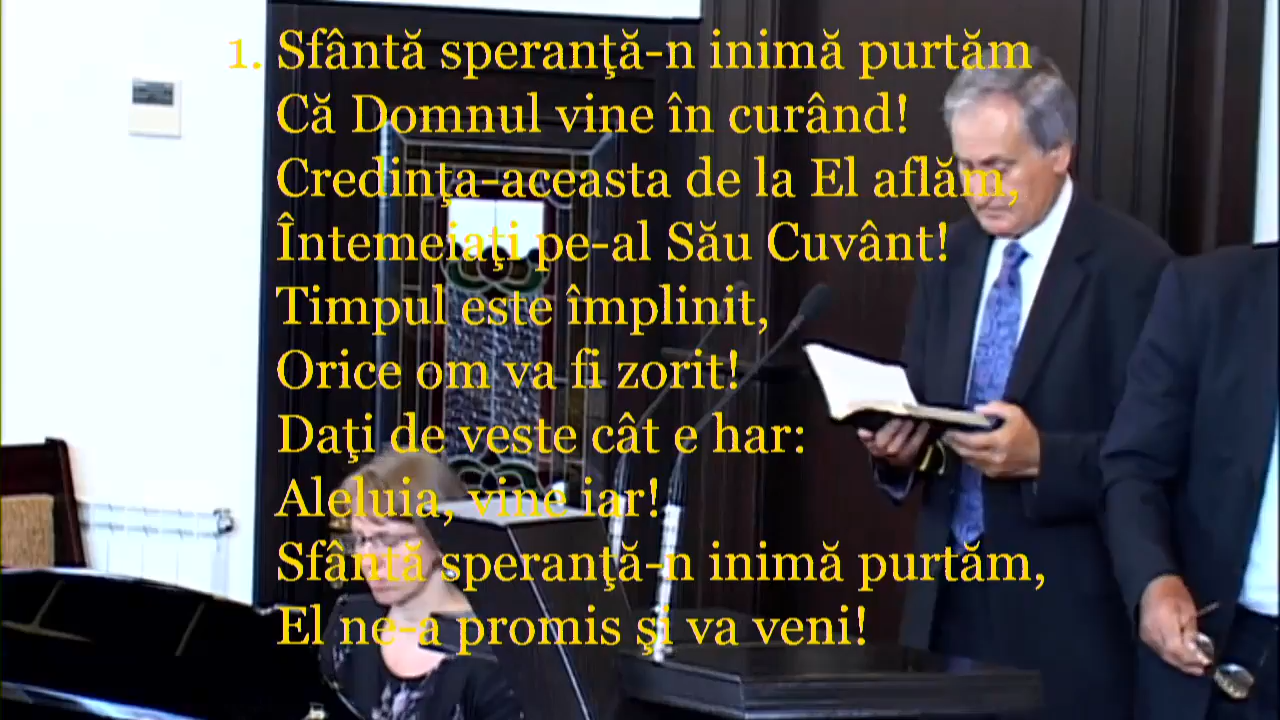 1. Sfântă speranţă-n inimă purtăm
Că Domnul vine în curând!
Credinţa-aceasta de la El aflăm,
Întemeiaţi pe-al Său Cuvânt!
Timpul este împlinit,
Orice om va fi zorit!
Daţi de veste cât e har:
Aleluia, vine iar!
Sfântă speranţă-n inimă purtăm,
El ne-a promis şi va veni!